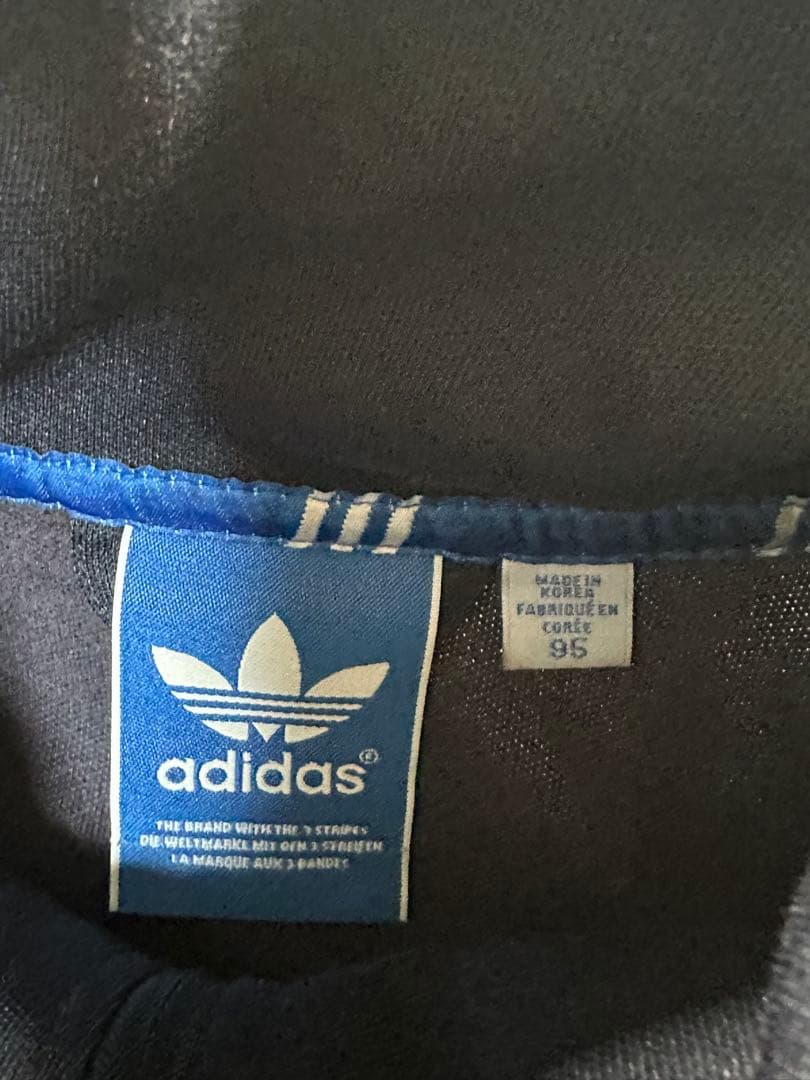 adidas®
THE BRAND WITH THE 3 STRIPES
DIE WELTMARKE MIT DEN 3 STREIFEN
LA MARQUE AUX 3 BANDES
MADE IN
KOREA
FABRIQUÉ EN
CORÉE
95